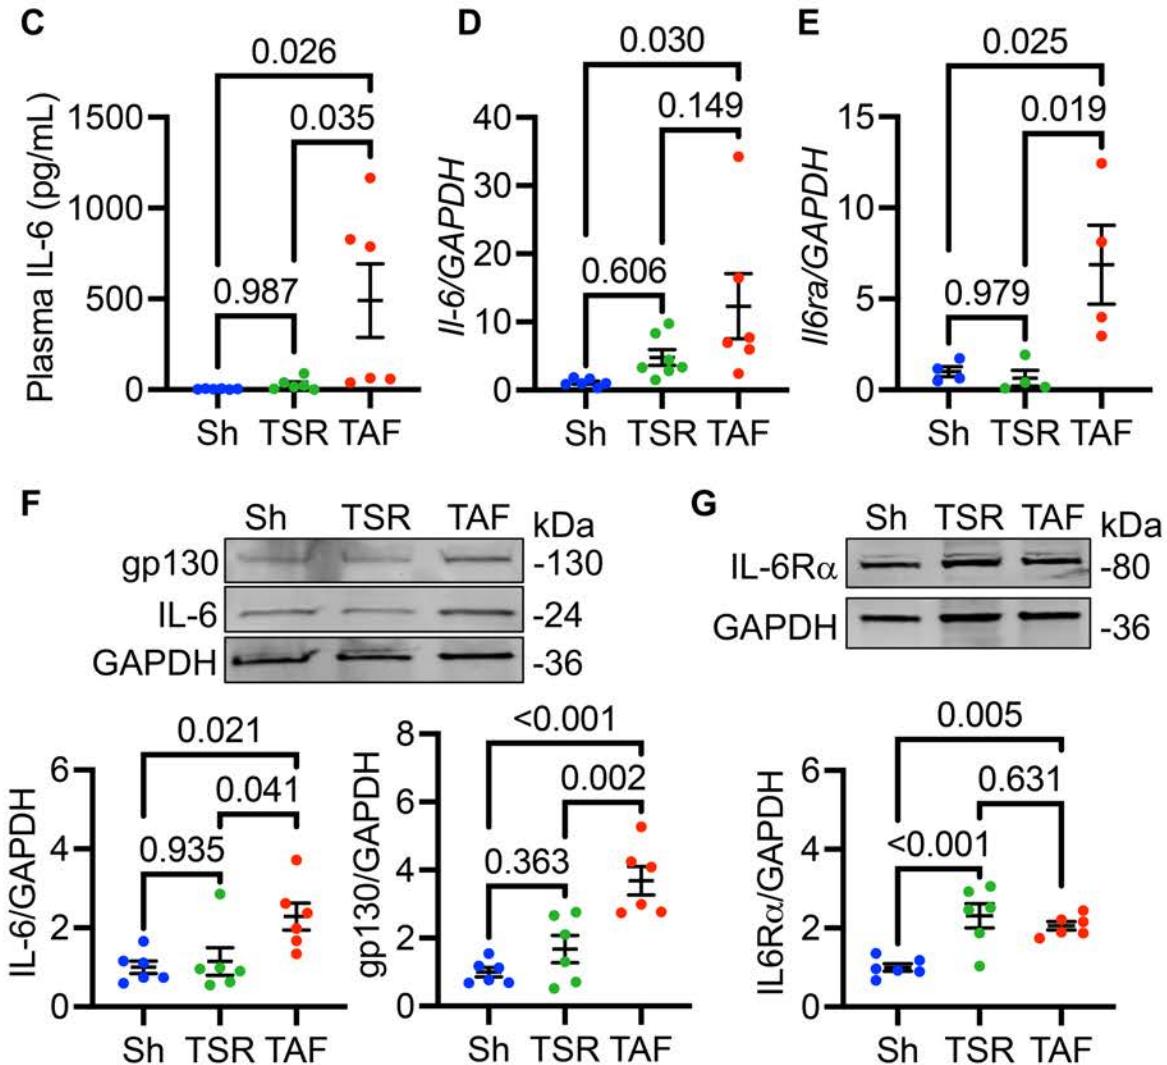 C
0.026
0.035
0.987
Plasma IL-6 (pg/mL)
1500
1000
500
0
Sh TSR TAF
D
0.030
0.149
0.606
Il-6/GAPDH
40
30
20
10
0
Sh TSR TAF
E
0.025
0.019
0.979
Il6ra/GAPDH
15
10
5
0
Sh TSR TAF
F
Sh TSR TAF kDa
gp130 -130
IL-6 -24
GAPDH -36
0.021
0.041
0.935
IL-6/GAPDH
6
4
2
0
Sh TSR TAF
<0.001
0.002
0.363
gp130/GAPDH
8
6
4
2
0
Sh TSR TAF
G
Sh TSR TAF kDa
IL-6Rα -80
GAPDH -36
0.005
0.631
<0.001
IL6Rα/GAPDH
6
4
2
0
Sh TSR TAF